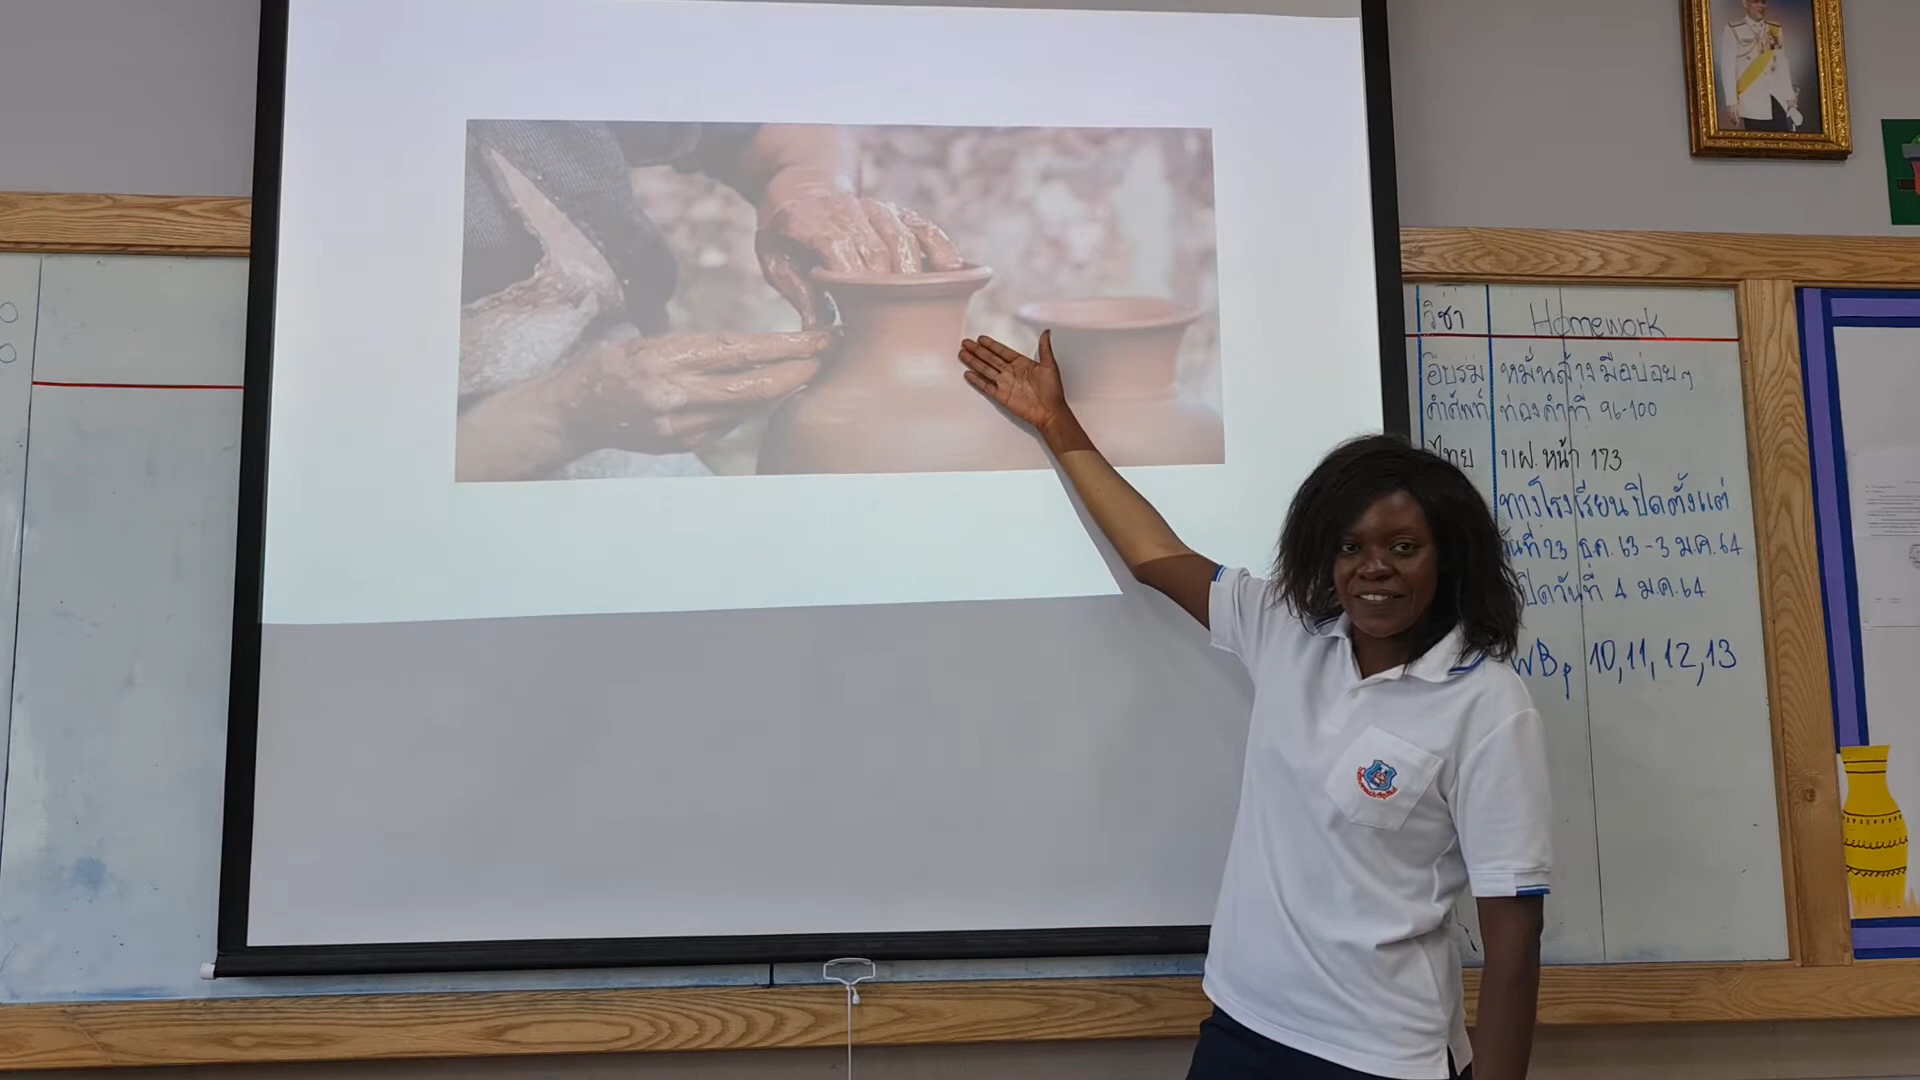 วิชา Homework
อบรม หมั่นล้างมือบ่อยๆ
คำศัพท์ ท่องคำที่ 96-100
ไทย แฝ.หน้า 173
ทางโรงเรียนปิดตั้งแต่
วันที่ 23 ธ.ค. 63 - 3 ม.ค. 64
เปิดวันที่ 4 ม.ค. 64
WB p 10, 11, 12, 13